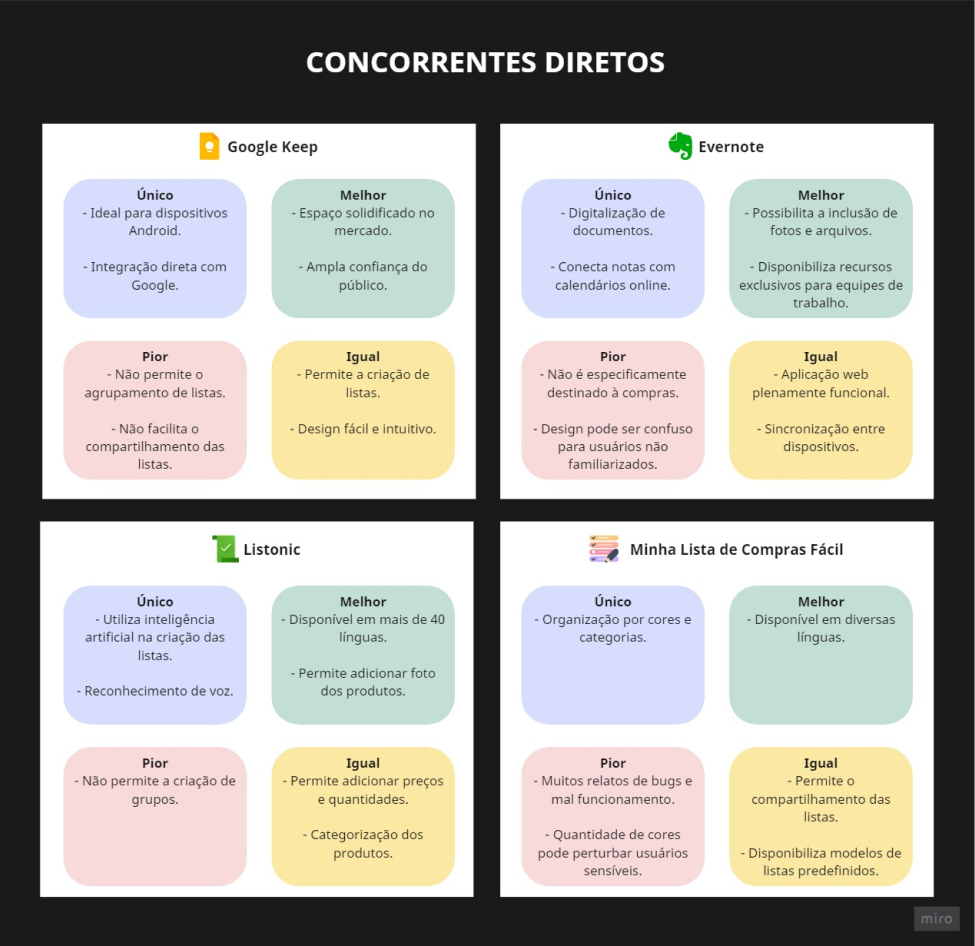 CONCORRENTES DIRETOS
Google Keep
Único
- Ideal para dispositivos
Android.
- Integração direta com
Google.
Melhor
- Espaço solidificado no
mercado.
- Ampla confiança do
público.
Pior
- Não permite o
agrupamento de listas.
- Não facilita o
compartilhamento das
listas.
Igual
- Permite a criação de
listas.
- Design fácil e intuitivo.
Evernote
Único
- Digitalização de
documentos.
- Conecta notas com
calendários online.
Melhor
- Possibilita a inclusão de
fotos e arquivos.
- Disponibiliza recursos
exclusivos para equipes de
trabalho.
Pior
- Não é especificamente
destinado à compras.
- Design pode ser confuso
para usuários não
familiarizados.
Igual
- Aplicação web
plenamente funcional.
- Sincronização entre
dispositivos.
Listonic
Único
- Utiliza inteligência
artificial na criação das
listas.
- Reconhecimento de voz.
Melhor
- Disponível em mais de 40
línguas.
- Permite adicionar foto
dos produtos.
Pior
- Não permite a criação de
grupos.
Igual
- Permite adicionar preços
e quantidades.
- Categorização dos
produtos.
Minha Lista de Compras Fácil
Único
- Organização por cores e
categorias.
Melhor
- Disponível em diversas
línguas.
Pior
- Muitos relatos de bugs e
mal funcionamento.
- Quantidade de cores
pode perturbar usuários
sensíveis.
Igual
- Permite o
compartilhamento das
listas.
- Disponibiliza modelos de
listas predefinidos.
miro